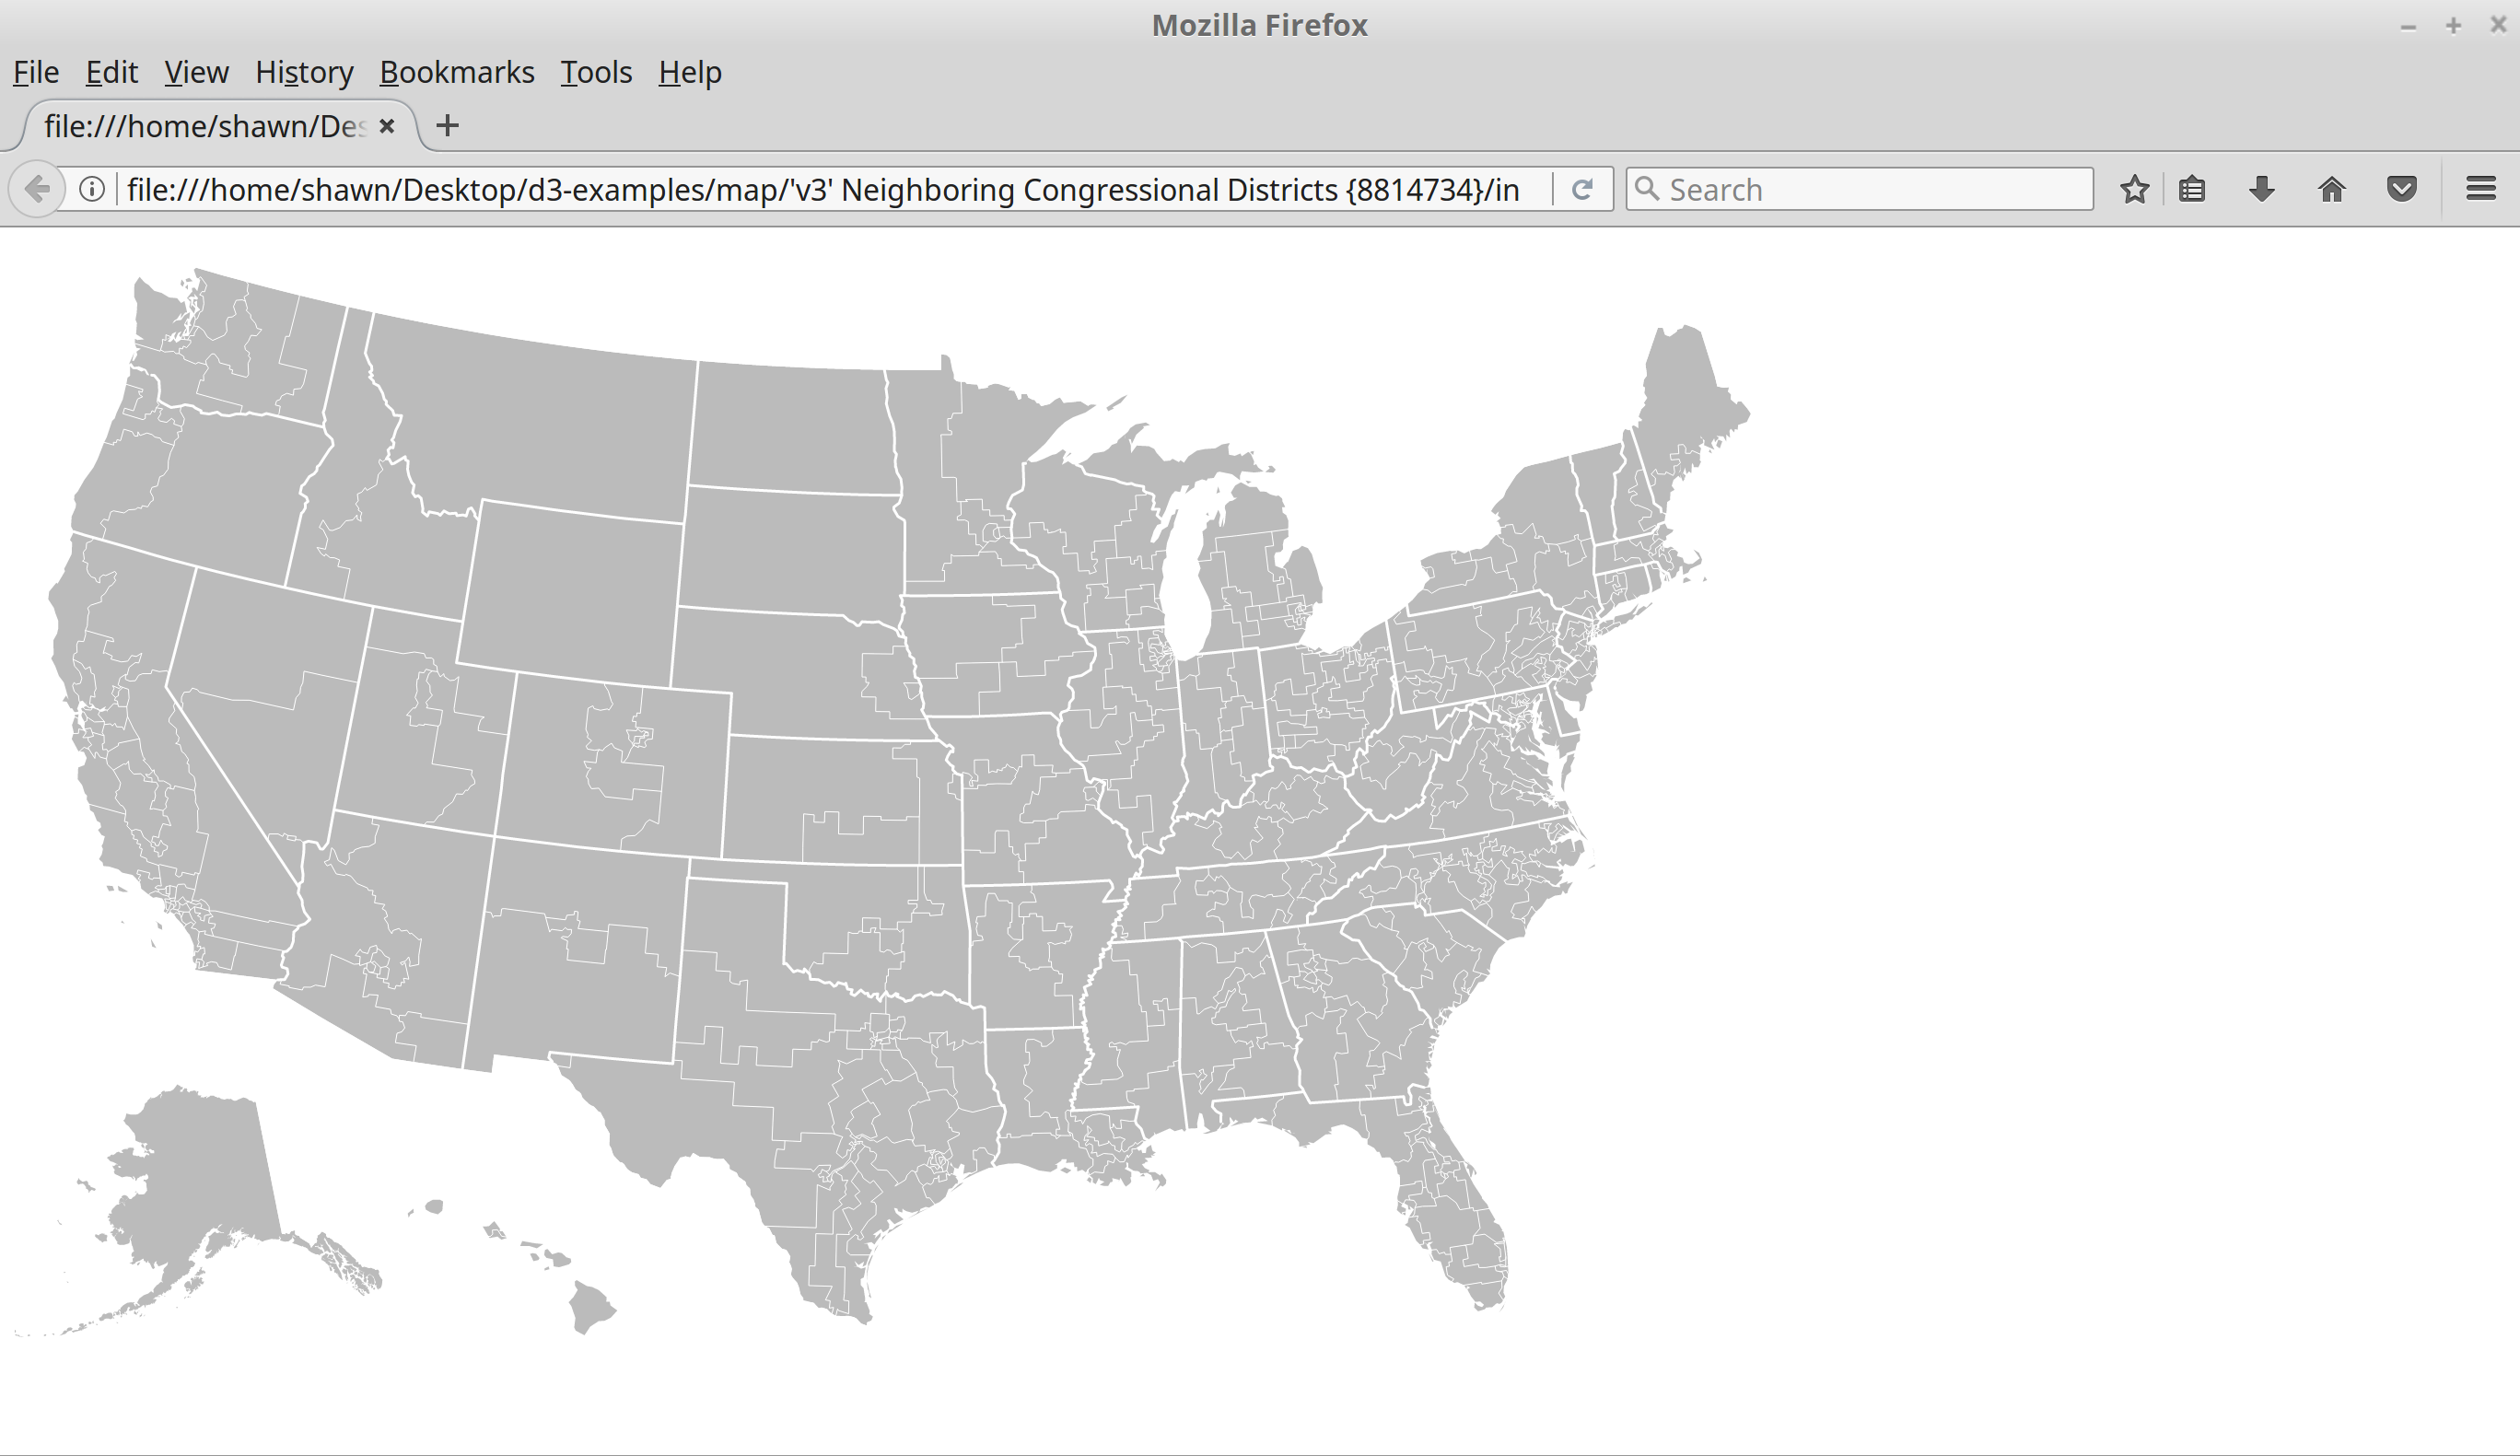 Mozilla Firefox
File Edit View History Bookmarks Tools Help
file:///home/shawn/Des
file:///home/shawn/Desktop/d3-examples/map/'v3' Neighboring Congressional Districts {8814734}/in Search